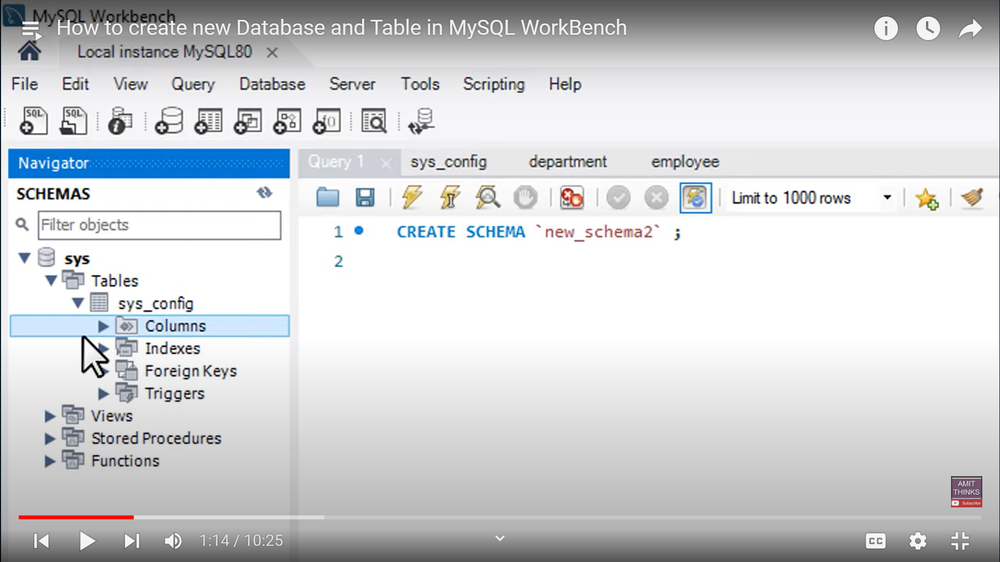 MySQL Workbench
How to create new Database and Table in MySQL WorkBench
Local instance MySQL80
File Edit View Query Database Server Tools Scripting Help
SQL SQL f()
Navigator
Query 1 sys_config department employee
SCHEMAS
Limit to 1000 rows
Filter objects
1 CREATE SCHEMA `new_schema2` ;
2
sys
Tables
sys_config
Columns
Indexes
Foreign Keys
Triggers
Views
Stored Procedures
Functions
AMIT
THINKS
Subscribe
1:14 / 10:25
CC